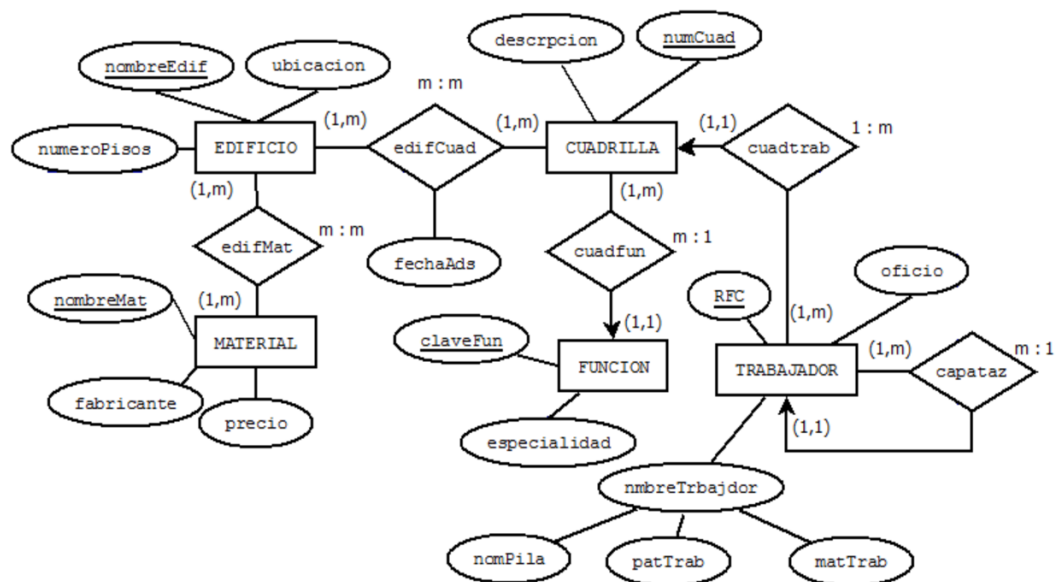 descrpcion
numCuad
nombreEdif
ubicacion
m : m
(1,m)
(1,m)
(1,1)
1 : m
numeroPisos
EDIFICIO
edifCuad
CUADRILLA
cuadtrab
(1,m)
(1,m)
edifMat
m : m
cuadfun
m : 1
fechaAds
oficio
nombreMat
(1,m)
RFC
(1,1)
(1,m)
claveFun
(1,m)
m : 1
MATERIAL
FUNCION
TRABAJADOR
capataz
fabricante
precio
especialidad
(1,1)
nmbreTrbajdor
nomPila
patTrab
matTrab